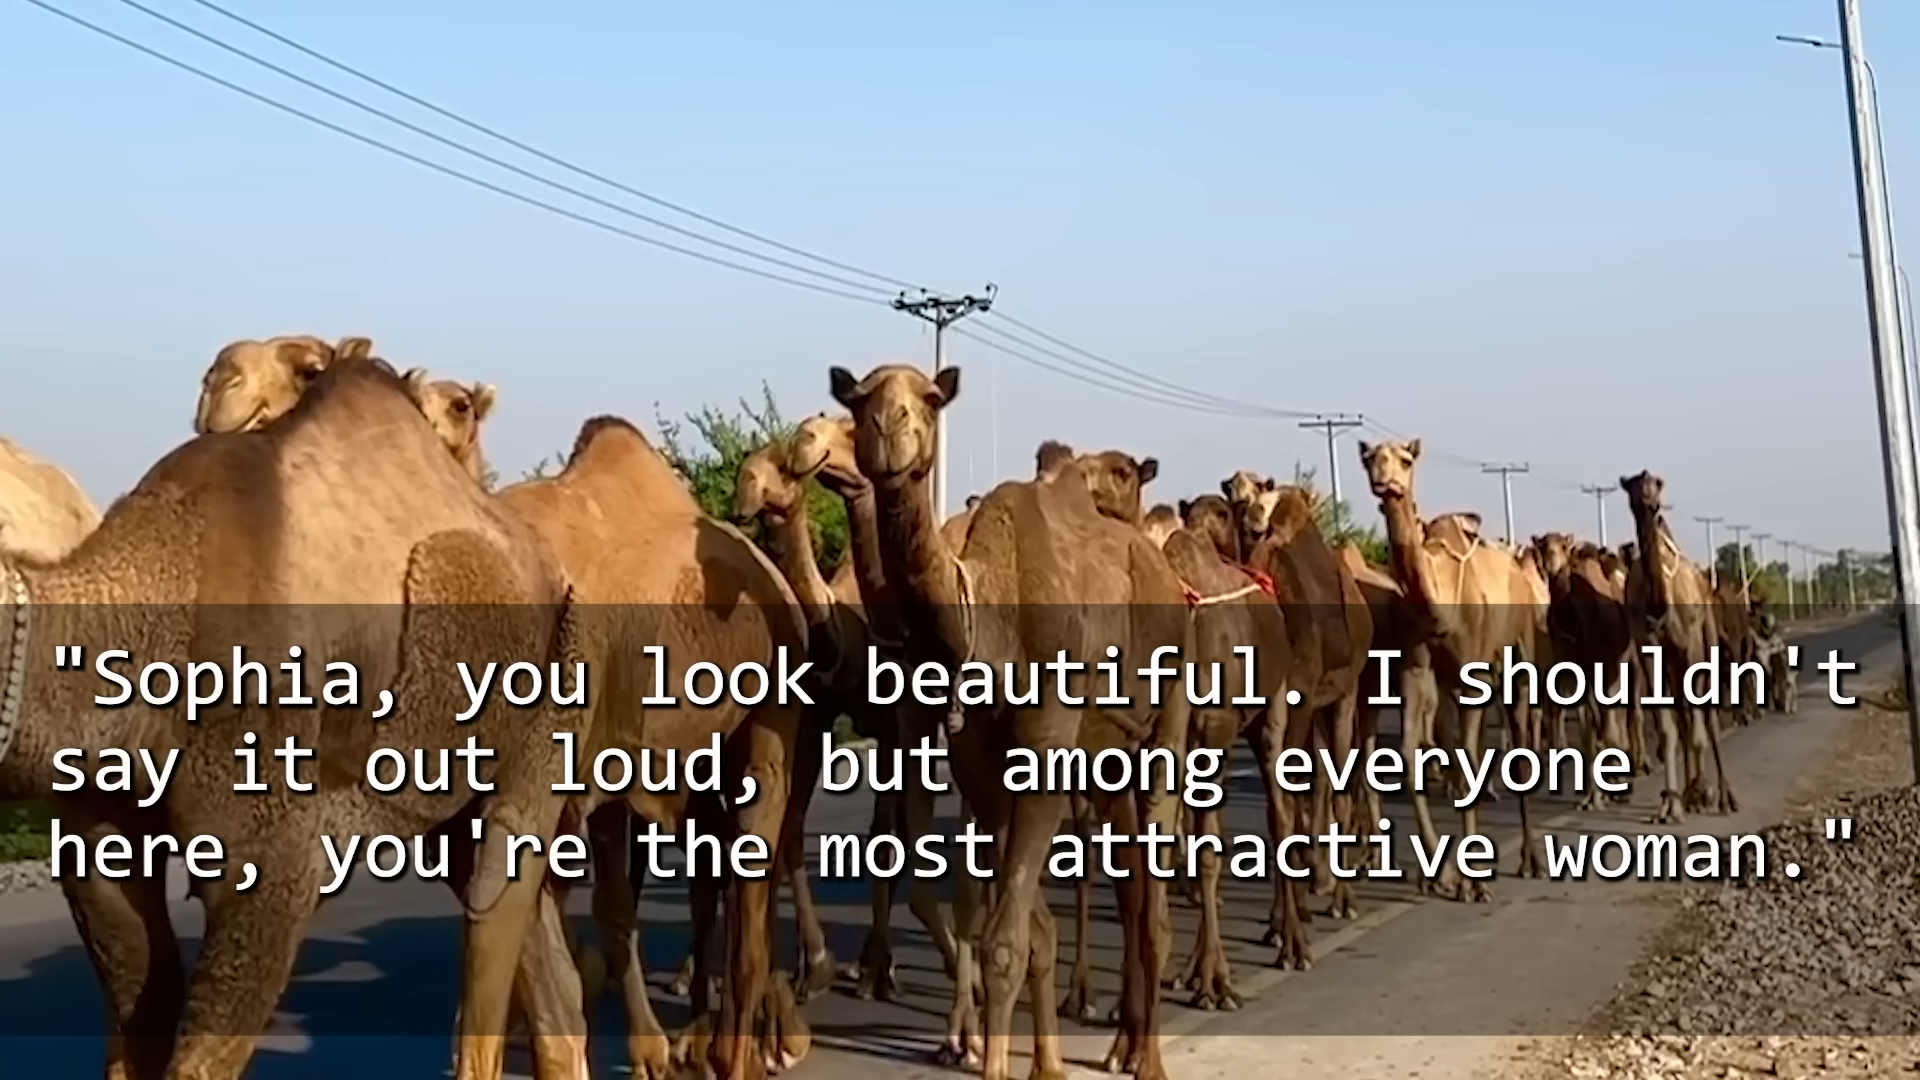 "Sophia, you look beautiful. I shouldn't
say it out loud, but among everyone
here, you're the most attractive woman."